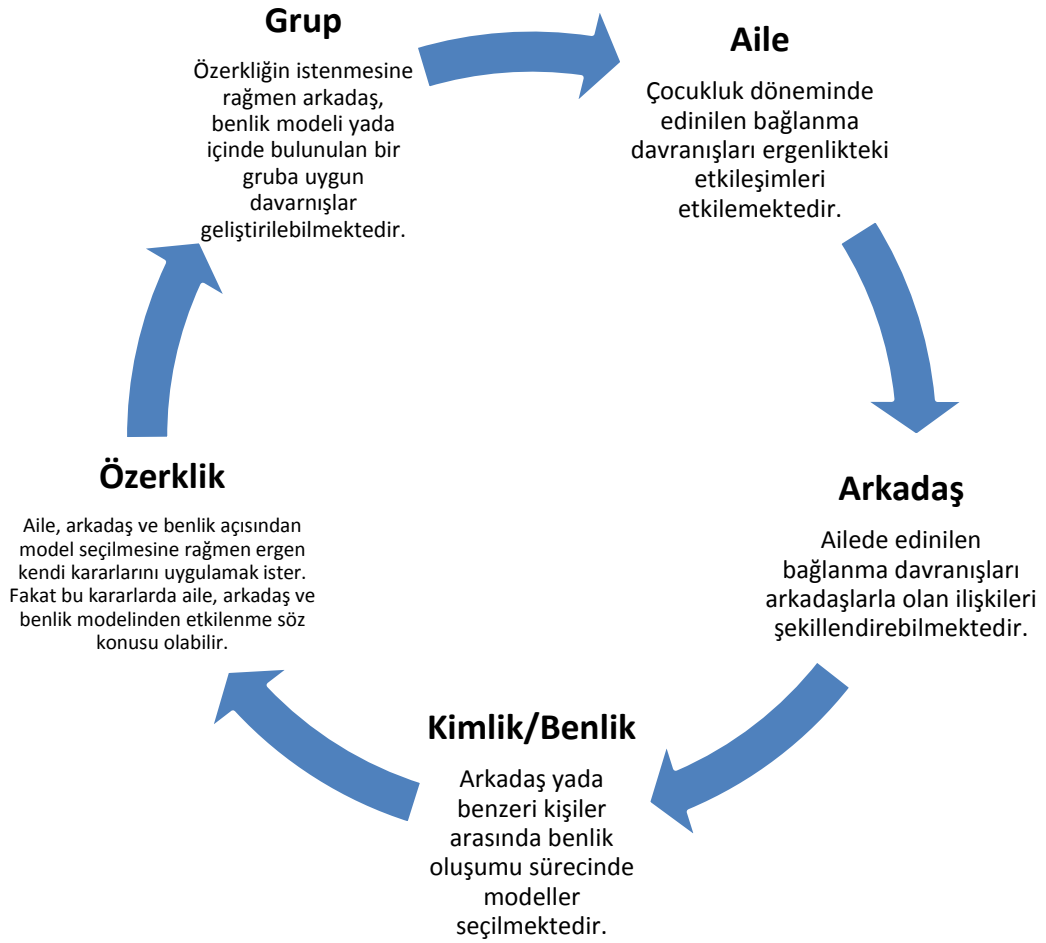 Grup
Özerkliğin istenmesine
rağmen arkadaş,
benlik modeli yada
içinde bulunulan bir
gruba uygun
davarnışlar
geliştirilebilmektedir.
Aile
Çocukluk döneminde
edinilen bağlanma
davranışları ergenlikteki
etkileşimleri
etkilemektedir.
Arkadaş
Ailede edinilen
bağlanma davranışları
arkadaşlarla olan ilişkileri
şekillendirebilmektedir.
Kimlik/Benlik
Arkadaş yada
benzeri kişiler
arasında benlik
oluşumu sürecinde
modeller
seçilmektedir.
Özerklik
Aile, arkadaş ve benlik açısından
model seçilmesine rağmen ergen
kendi kararlarını uygulamak ister.
Fakat bu kararlarda aile, arkadaş ve
benlik modelinden etkilenme söz
konusu olabilir.